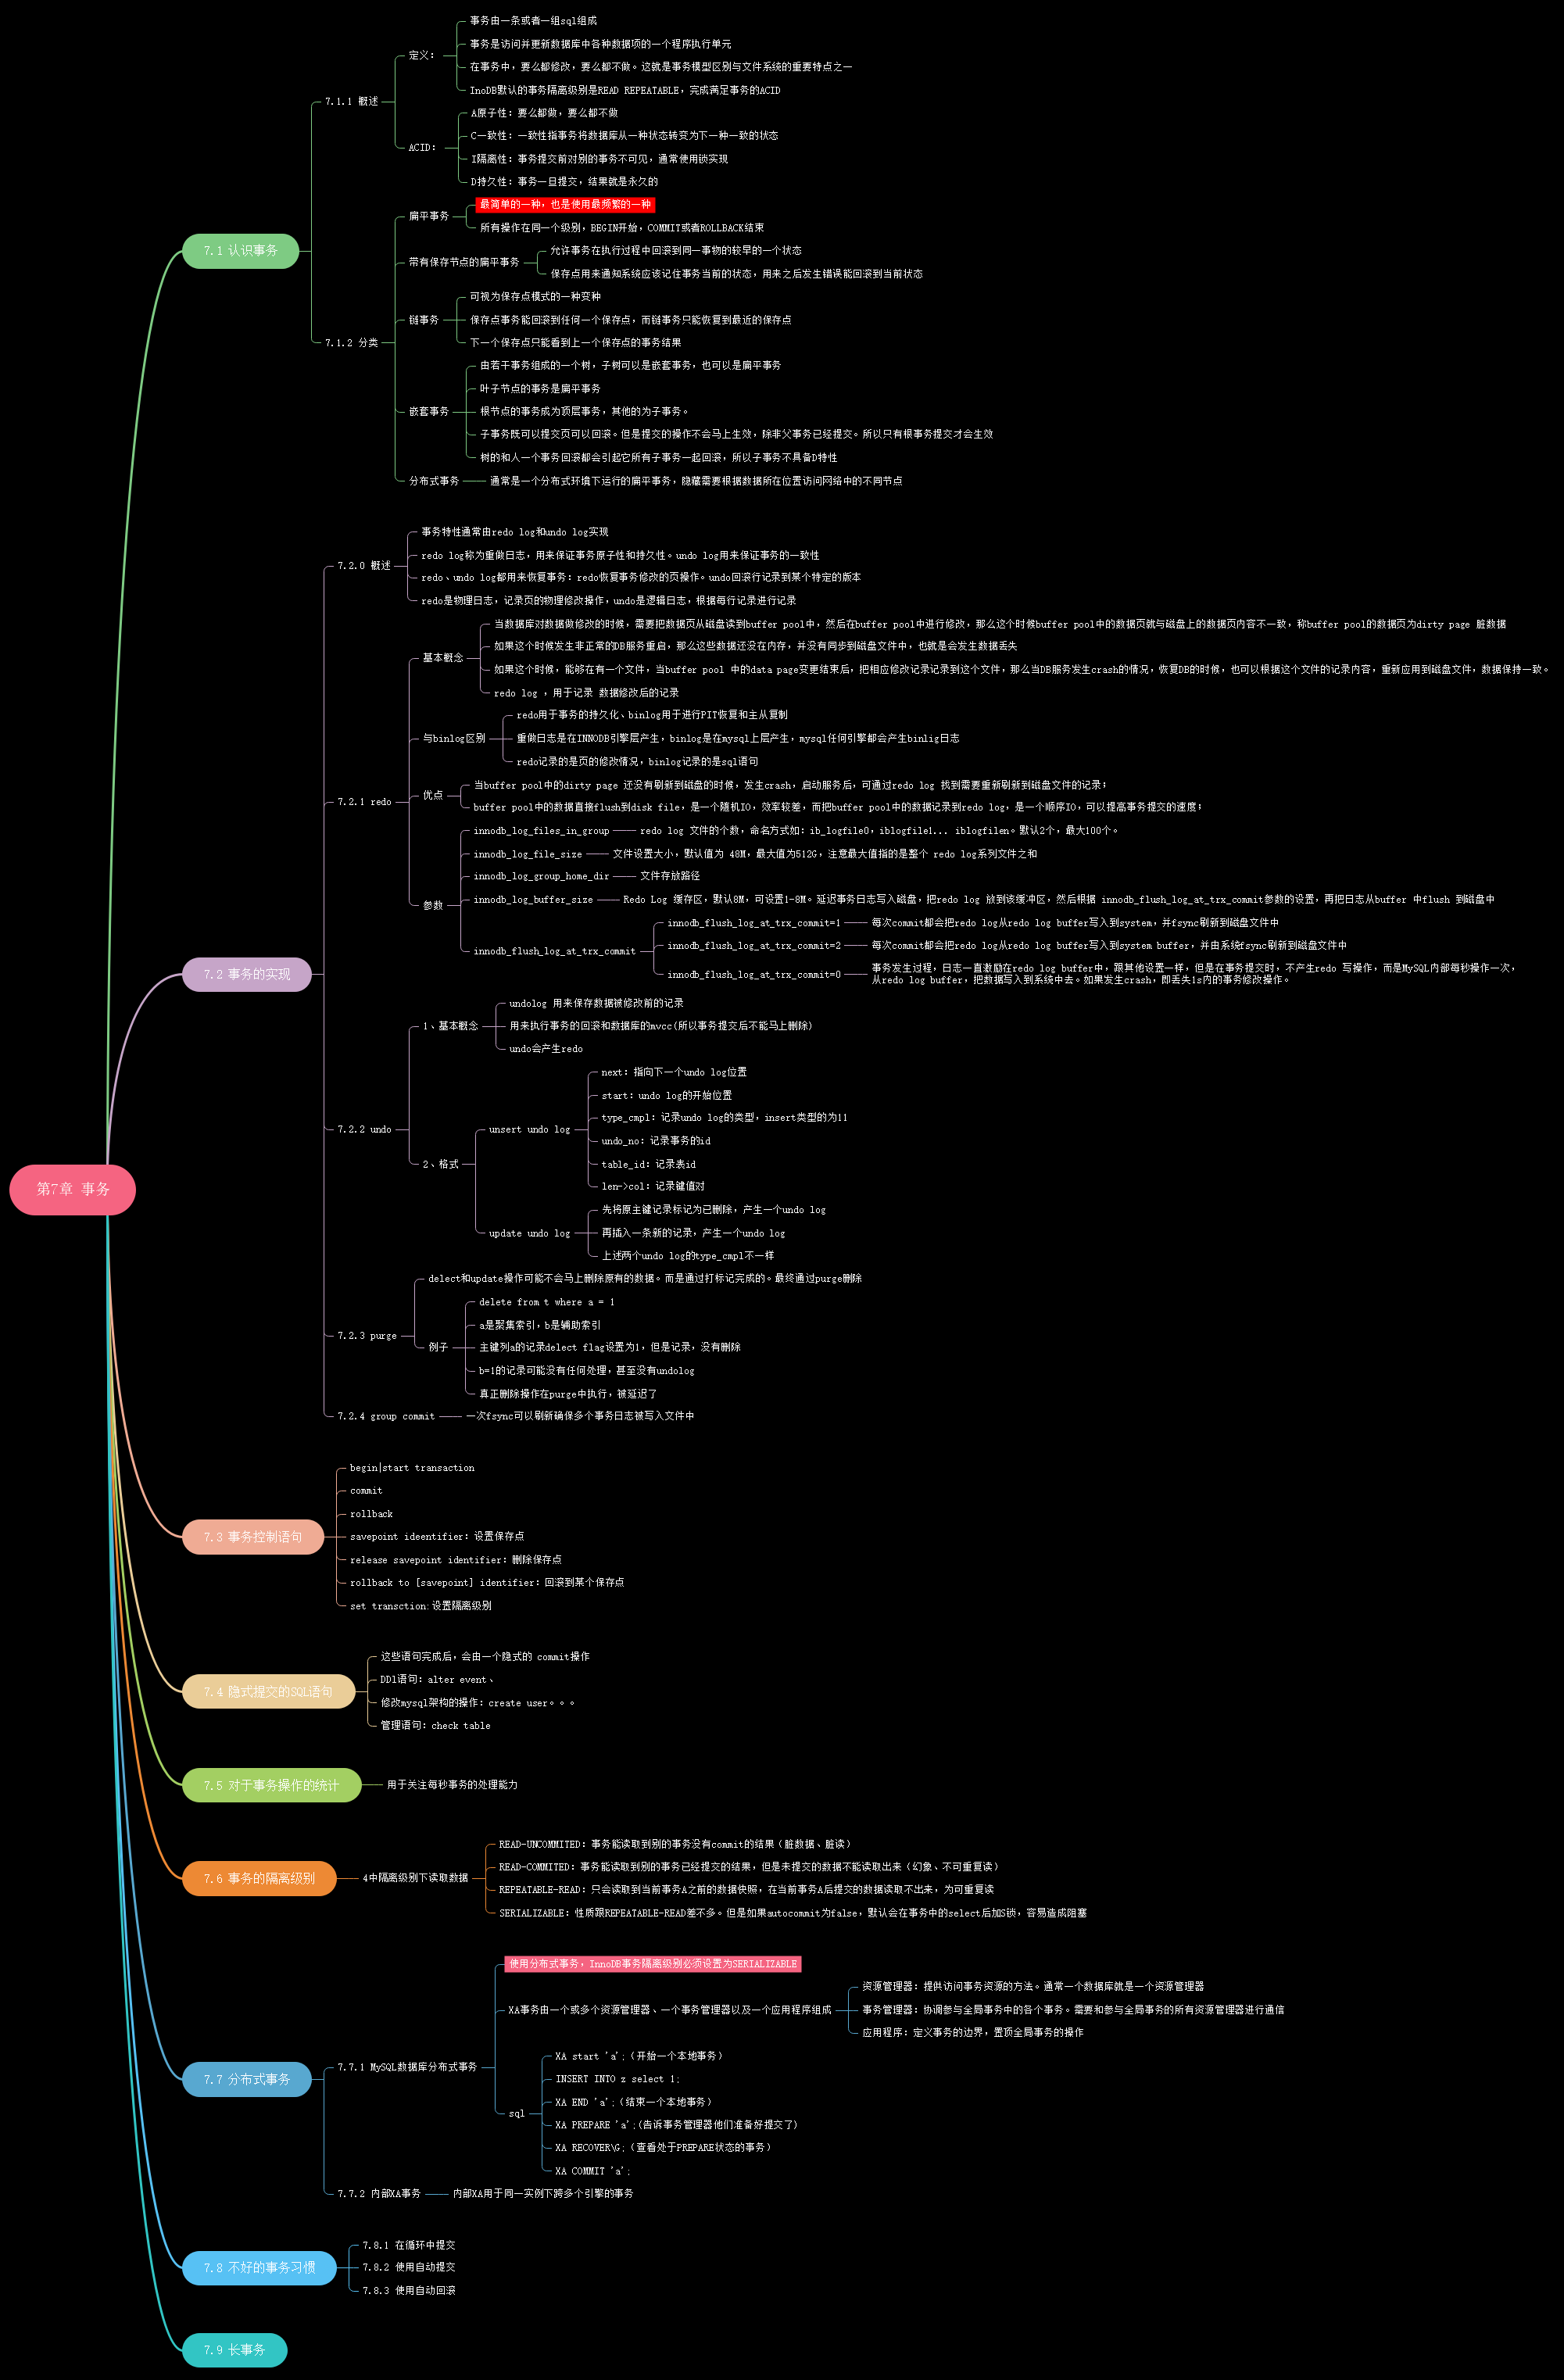 第7章 事务
7.1 认识事务
7.1.1 概述
定义：
事务由一条或者一组sql组成
事务是访问并更新数据库中各种数据项的一个程序执行单元
在事务中，要么都修改，要么都不做。这就是事务模型区别与文件系统的重要特点之一
InoDB默认的事务隔离级别是READ REPEATABLE，完成满足事务的ACID
ACID：
A原子性：要么都做，要么都不做
C一致性：一致性指事务将数据库从一种状态转变为下一种一致的状态
I隔离性：事务提交前对别的事务不可见，通常使用锁实现
D持久性：事务一旦提交，结果就是永久的
7.1.2 分类
扁平事务
最简单的一种，也是使用最频繁的一种
所有操作在同一个级别，BEGIN开始，COMMIT或者ROLLBACK结束
带有保存节点的扁平事务
允许事务在执行过程中回滚到同一事物的较早的一个状态
保存点用来通知系统应该记住事务当前的状态，用来之后发生错误能回滚到当前状态
链事务
可视为保存点模式的一种变种
保存点事务能回滚到任何一个保存点，而链事务只能恢复到最近的保存点
下一个保存点只能看到上一个保存点的事务结果
嵌套事务
由若干事务组成的一个树，子树可以是嵌套事务，也可以是扁平事务
叶子节点的事务是扁平事务
根节点的事务成为顶层事务，其他的为子事务。
子事务既可以提交页可以回滚。但是提交的操作不会马上生效，除非父事务已经提交。所以只有根事务提交才会生效
树的和人一个事务回滚都会引起它所有子事务一起回滚，所以子事务不具备D特性
分布式事务
通常是一个分布式环境下运行的扁平事务，隐藏需要根据数据所在位置访问网络中的不同节点
7.2 事务的实现
7.2.0 概述
事务特性通常由redo log和undo log实现
redo log称为重做日志，用来保证事务原子性和持久性。undo log用来保证事务的一致性
redo、undo log都用来恢复事务：redo恢复事务修改的页操作。undo回滚行记录到某个特定的版本
redo是物理日志，记录页的物理修改操作，undo是逻辑日志，根据每行记录进行记录
7.2.1 redo
基本概念
当数据库对数据做修改的时候，需要把数据页从磁盘读到buffer pool中，然后在buffer pool中进行修改，那么这个时候buffer pool中的数据页就与磁盘上的数据页内容不一致，称buffer pool的数据页为dirty page 脏数据
如果这个时候发生非正常的DB服务重启，那么这些数据还没在内存，并没有同步到磁盘文件中，也就是会发生数据丢失
如果这个时候，能够在有一个文件，当buffer pool 中的data page变更结束后，把相应修改记录记录到这个文件，那么当DB服务发生crash的情况，恢复DB的时候，也可以根据这个文件的记录内容，重新应用到磁盘文件，数据保持一致。
redo log ，用于记录 数据修改后的记录
与binlog区别
redo用于事务的持久化、binlog用于进行PIT恢复和主从复制
重做日志是在INNODB引擎层产生，binlog是在mysql上层产生，mysql任何引擎都会产生binlig日志
redo记录的是页的修改情况，binlog记录的是sql语句
优点
当buffer pool中的dirty page 还没有刷新到磁盘的时候，发生crash，启动服务后，可通过redo log 找到需要重新刷新到磁盘文件的记录；
buffer pool中的数据直接flush到disk file，是一个随机IO，效率较差，而把buffer pool中的数据记录到redo log，是一个顺序IO，可以提高事务提交的速度；
参数
innodb_log_files_in_group
redo log 文件的个数，命名方式如：ib_logfile0，iblogfile1... iblogfilen。默认2个，最大100个。
innodb_log_file_size
文件设置大小，默认值为 48M，最大值为512G，注意最大值指的是整个 redo log系列文件之和
innodb_log_group_home_dir
文件存放路径
innodb_log_buffer_size
Redo Log 缓存区，默认8M，可设置1-8M。延迟事务日志写入磁盘，把redo log 放到该缓冲区，然后根据 innodb_flush_log_at_trx_commit参数的设置，再把日志从buffer 中flush 到磁盘中
innodb_flush_log_at_trx_commit
innodb_flush_log_at_trx_commit=1
每次commit都会把redo log从redo log buffer写入到system，并fsync刷新到磁盘文件中
innodb_flush_log_at_trx_commit=2
每次commit都会把redo log从redo log buffer写入到system buffer，并由系统fsync刷新到磁盘文件中
innodb_flush_log_at_trx_commit=0
事务发生过程，日志一直激励在redo log buffer中，跟其他设置一样，但是在事务提交时，不产生redo 写操作，而是MySQL内部每秒操作一次，
从redo log buffer，把数据写入到系统中去。如果发生crash，即丢失1s内的事务修改操作。
7.2.2 undo
1、基本概念
undolog 用来保存数据被修改前的记录
用来执行事务的回滚和数据库的mvcc(所以事务提交后不能马上删除)
undo会产生redo
2、格式
unsert undo log
next：指向下一个undo log位置
start：undo log的开始位置
type_cmpl：记录undo log的类型，insert类型的为11
undo_no：记录事务的id
table_id：记录表id
len->col：记录键值对
update undo log
先将原主键记录标记为已删除，产生一个undo log
再插入一条新的记录，产生一个undo log
上述两个undo log的type_cmpl不一样
7.2.3 purge
delect和update操作可能不会马上删除原有的数据。而是通过打标记完成的。最终通过purge删除
例子
delete from t where a = 1
a是聚集索引，b是辅助索引
主键列a的记录delect flag设置为1，但是记录，没有删除
b=1的记录可能没有任何处理，甚至没有undolog
真正删除操作在purge中执行，被延迟了
7.2.4 group commit
一次fsync可以刷新确保多个事务日志被写入文件中
7.3 事务控制语句
begin|start transaction
commit
rollback
savepoint ideentifier：设置保存点
release savepoint identifier：删除保存点
rollback to [savepoint] identifier：回滚到某个保存点
set transction:设置隔离级别
7.4 隐式提交的SQL语句
这些语句完成后，会由一个隐式的 commit操作
DDl语句：alter event、
修改mysql架构的操作：create user。。。
管理语句：check table
7.5 对于事务操作的统计
用于关注每秒事务的处理能力
7.6 事务的隔离级别
4中隔离级别下读取数据
READ-UNCOMMITED：事务能读取到别的事务没有commit的结果（脏数据、脏读）
READ-COMMITED：事务能读取到别的事务已经提交的结果，但是未提交的数据不能读取出来（幻象、不可重复读）
REPEATABLE-READ：只会读取到当前事务A之前的数据快照，在当前事务A后提交的数据读取不出来，为可重复读
SERIALIZABLE：性质跟REPEATABLE-READ差不多。但是如果autocommit为false，默认会在事务中的select后加S锁，容易造成阻塞
7.7 分布式事务
7.7.1 MySQL数据库分布式事务
使用分布式事务，InnoDB事务隔离级别必须设置为SERIALIZABLE
XA事务由一个或多个资源管理器、一个事务管理器以及一个应用程序组成
资源管理器：提供访问事务资源的方法。通常一个数据库就是一个资源管理器
事务管理器：协调参与全局事务中的各个事务。需要和参与全局事务的所有资源管理器进行通信
应用程序：定义事务的边界，置顶全局事务的操作
sql
XA start 'a';（开始一个本地事务）
INSERT INTO z select 1;
XA END 'a';（结束一个本地事务）
XA PREPARE 'a';(告诉事务管理器他们准备好提交了)
XA RECOVER\G;（查看处于PREPARE状态的事务）
XA COMMIT 'a';
7.7.2 内部XA事务
内部XA用于同一实例下跨多个引擎的事务
7.8 不好的事务习惯
7.8.1 在循环中提交
7.8.2 使用自动提交
7.8.3 使用自动回滚
7.9 长事务